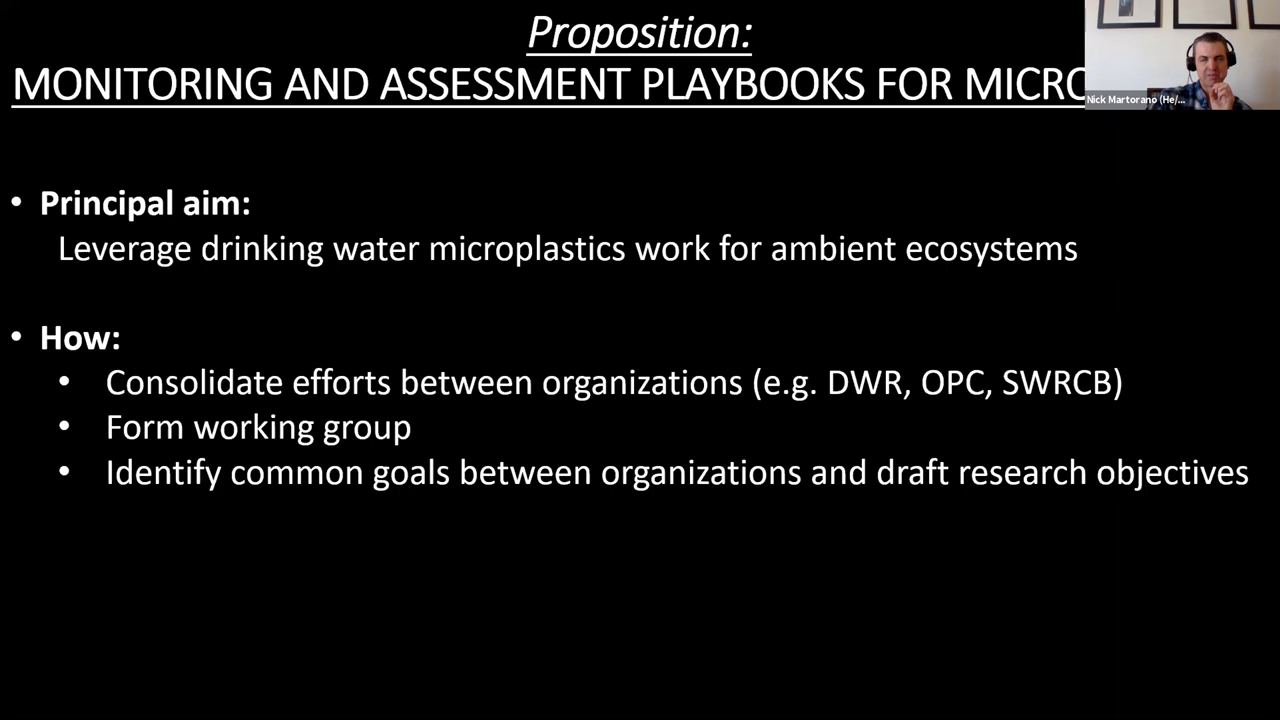 Proposition:
MONITORING AND ASSESSMENT PLAYBOOKS FOR MICRO
Nick Martorano (He/...
• Principal aim:
Leverage drinking water microplastics work for ambient ecosystems
• How:
• Consolidate efforts between organizations (e.g. DWR, OPC, SWRCB)
• Form working group
• Identify common goals between organizations and draft research objectives